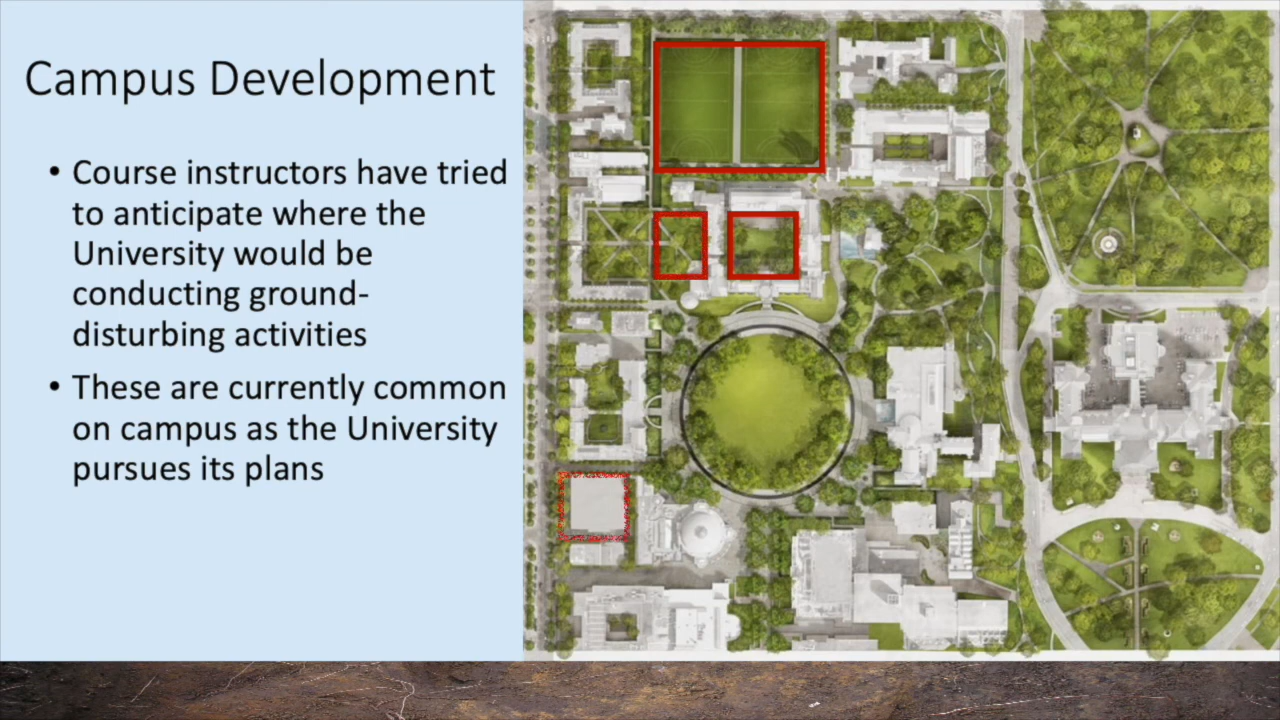 Campus Development
• Course instructors have tried
to anticipate where the
University would be
conducting ground-
disturbing activities
• These are currently common
on campus as the University
pursues its plans